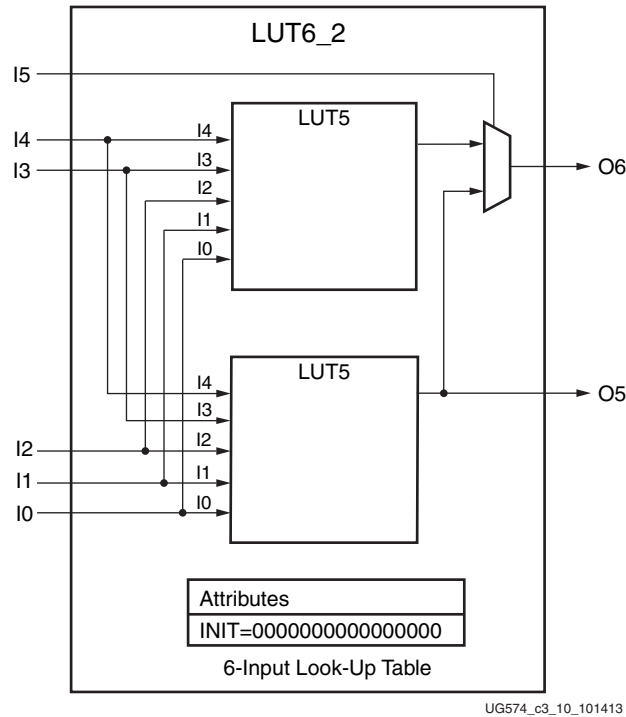 LUT6_2
I5
LUT5
I4
I4
I3
I3
I2
I1
I0
O6
LUT5
I4
I3
I2
I2
I1
I1
I0
I0
O5
Attributes
INIT=0000000000000000
6-Input Look-Up Table
UG574_c3_10_101413